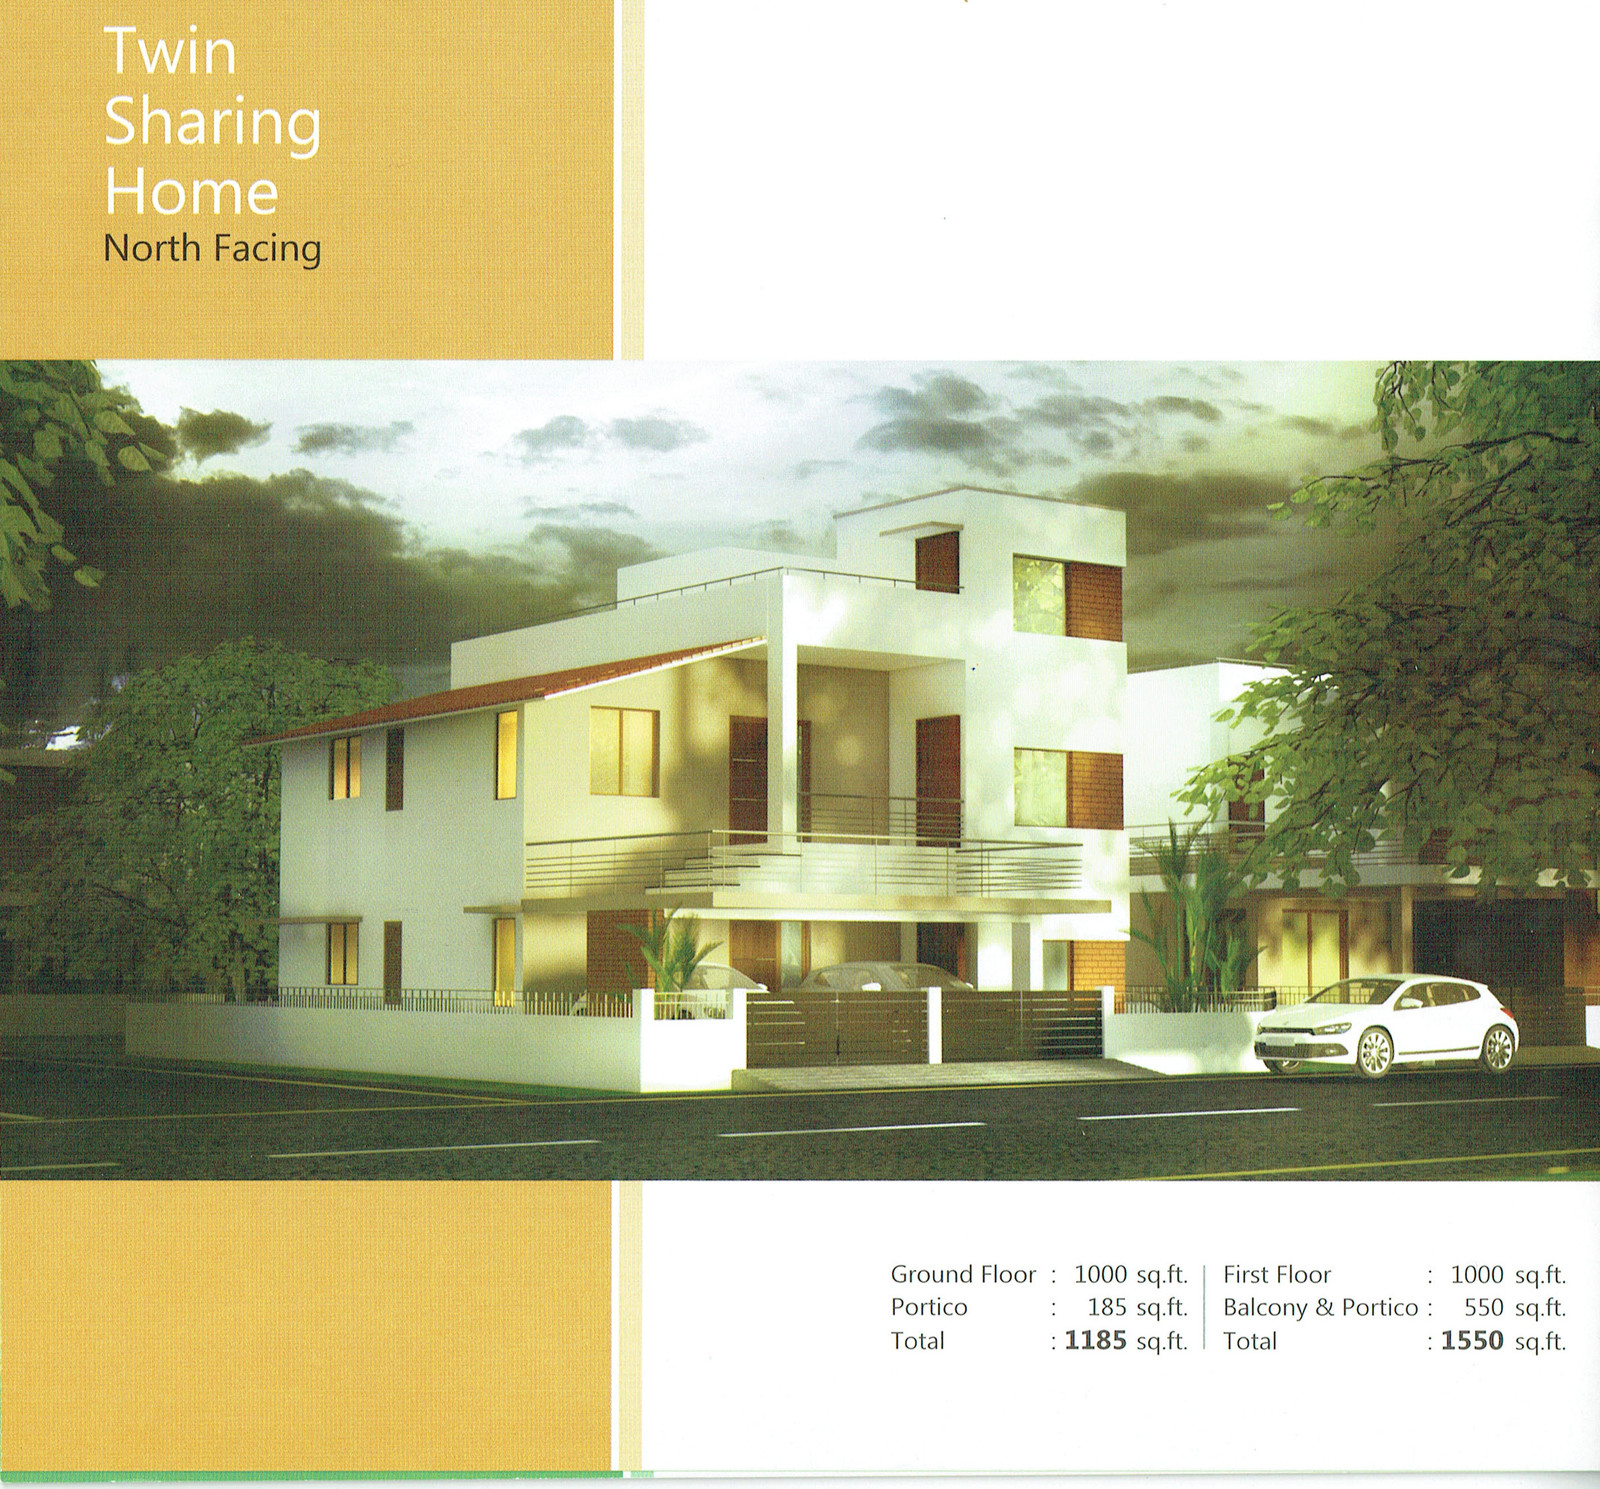 Twin
Sharing
Home
North Facing
Ground Floor : 1000 sq.ft.
Portico : 185 sq.ft.
Total : 1185 sq.ft.
First Floor : 1000 sq.ft.
Balcony & Portico : 550 sq.ft.
Total : 1550 sq.ft.